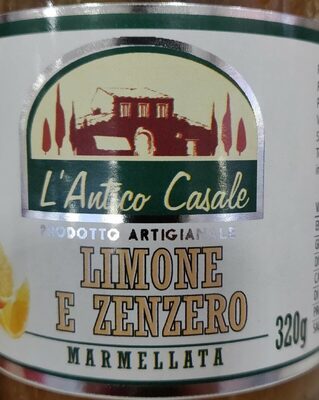 L'Antico Casale
PRODOTTO ARTIGIANALE
LIMONE
E ZENZERO
320g
MARMELLATA